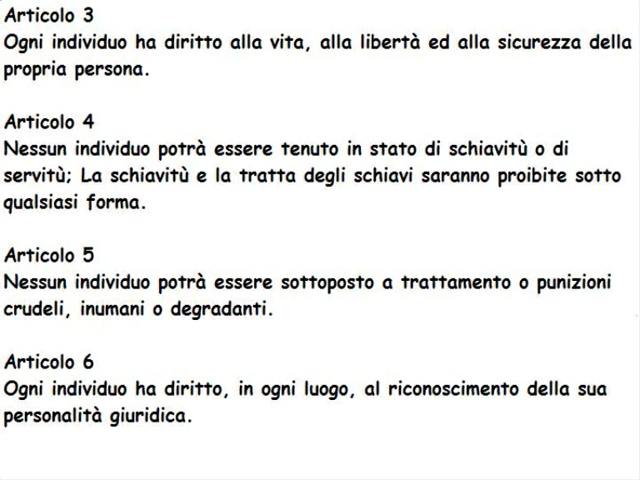 Articolo 3
Ogni individuo ha diritto alla vita, alla libertà ed alla sicurezza della
propria persona.
Articolo 4
Nessun individuo potrà essere tenuto in stato di schiavitù o di
servitù; La schiavitù e la tratta degli schiavi saranno proibite sotto
qualsiasi forma.
Articolo 5
Nessun individuo potrà essere sottoposto a trattamento o punizioni
crudeli, inumani o degradanti.
Articolo 6
Ogni individuo ha diritto, in ogni luogo, al riconoscimento della sua
personalità giuridica.